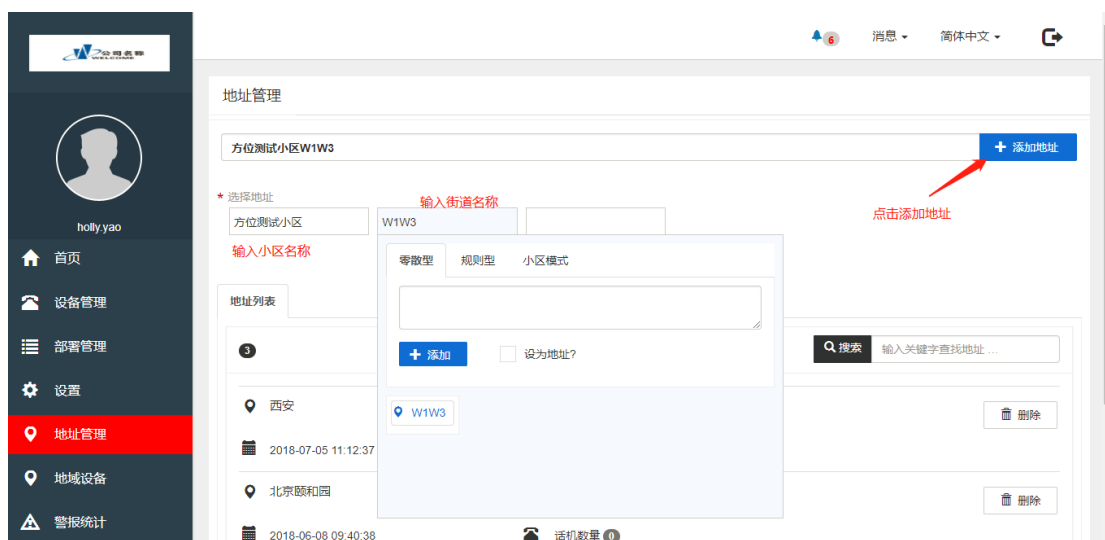 公司名称
WELCOME
6
消息
简体中文
holly.yao
首页
设备管理
部署管理
设置
地址管理
地域设备
警报统计
地址管理
方位测试小区W1W3
添加地址
点击添加地址
* 选择地址
输入街道名称
方位测试小区
W1W3
输入小区名称
零散型 规则型 小区模式
添加
设为地址?
W1W3
地址列表
3
搜索
输入关键字查找地址 ...
西安
删除
2018-07-05 11:12:37
北京颐和园
删除
2018-06-08 09:40:38
话机数量 0